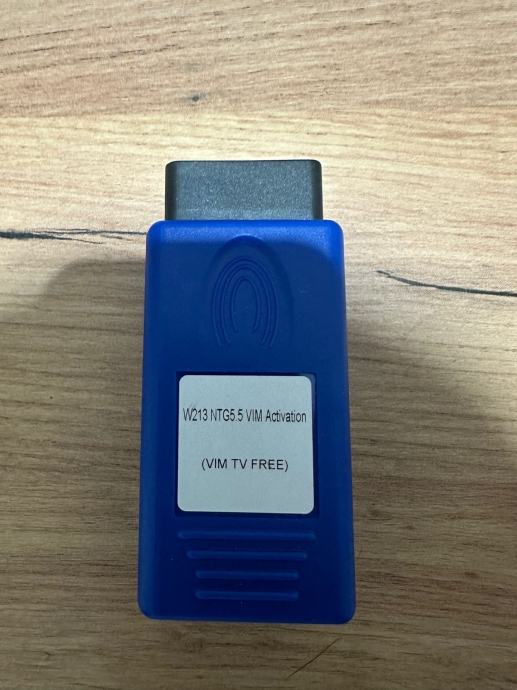 W213 NTG5.5 VIM Activation
(VIM TV FREE)